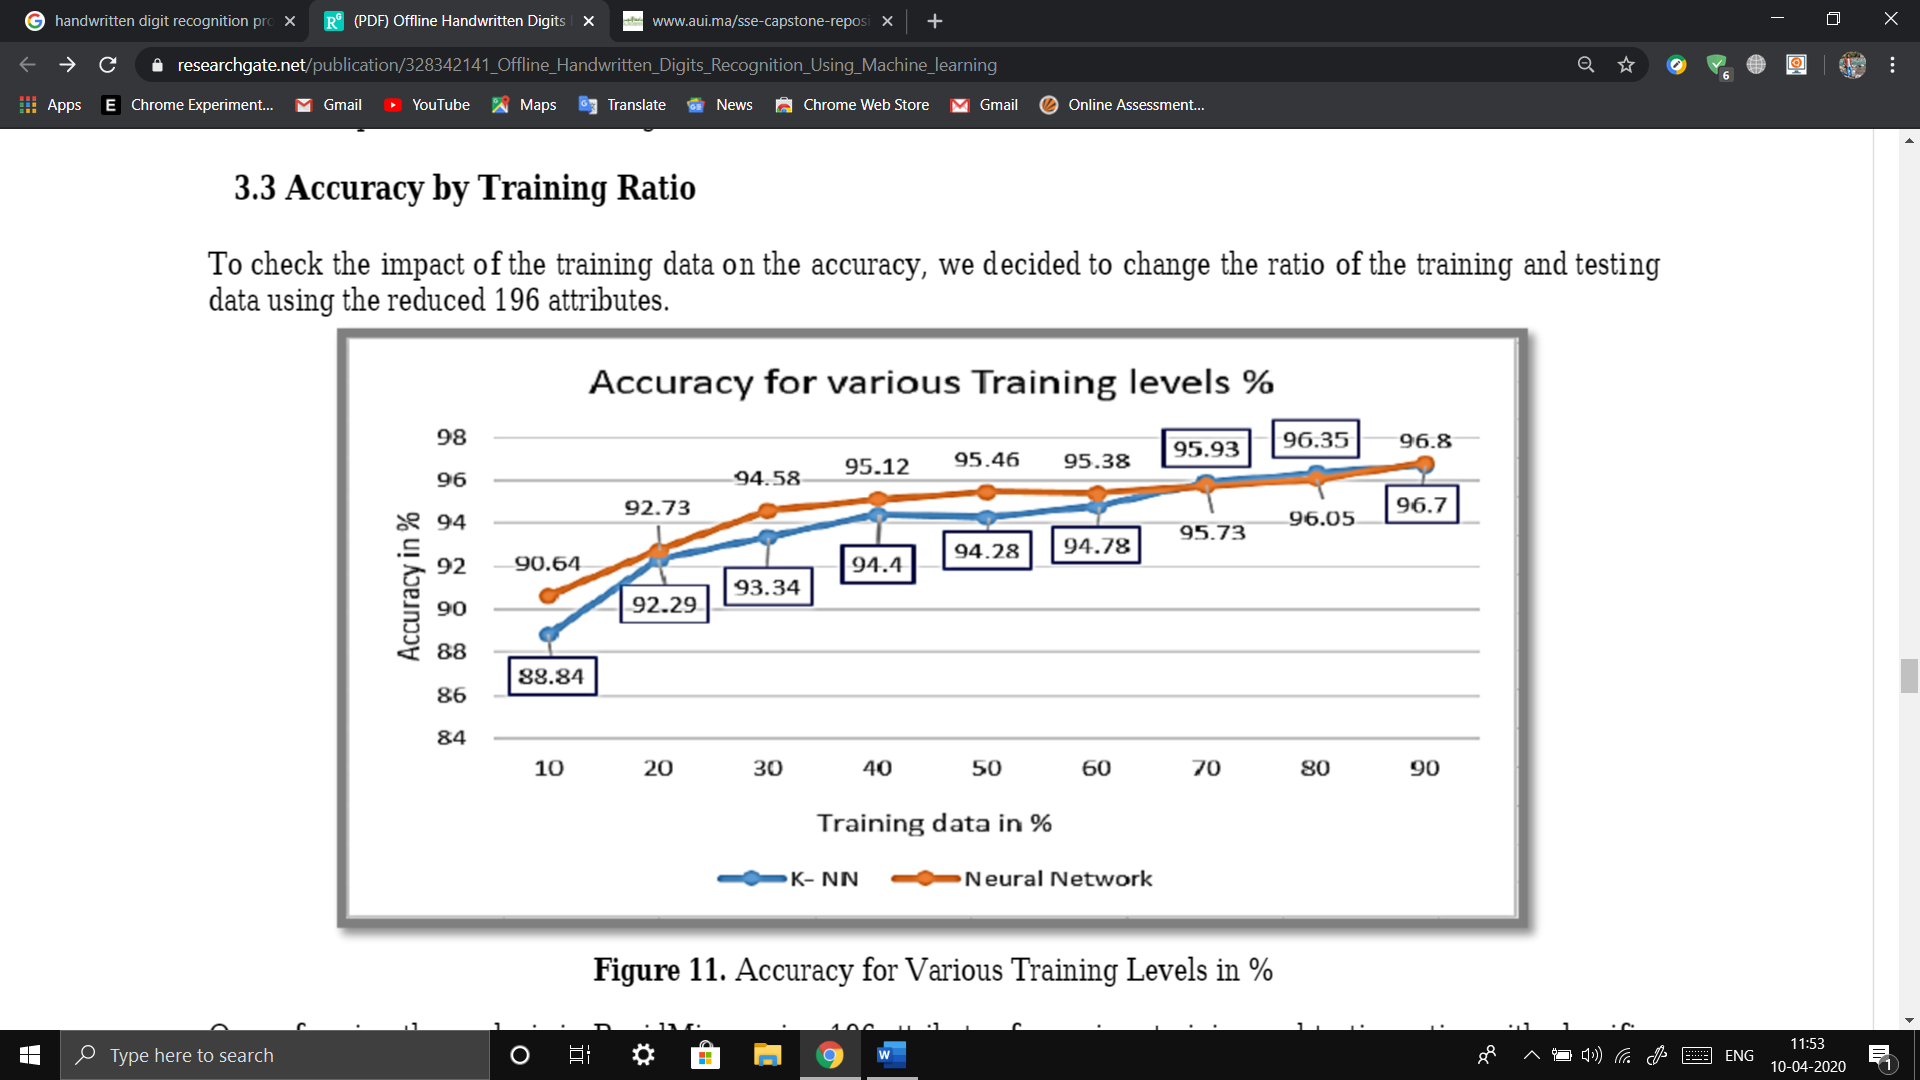 handwritten digit recognition pro
(PDF) Offline Handwritten Digits
www.aui.ma/sse-capstone-reposi
researchgate.net/publication/328342141_Offline_Handwritten_Digits_Recognition_Using_Machine_learning
6
Apps
E Chrome Experiment...
Gmail
YouTube
Maps
Translate
News
Chrome Web Store
Gmail
Online Assessment...
3.3 Accuracy by Training Ratio
To check the impact of the training data on the accuracy, we decided to change the ratio of the training and testing
data using the reduced 196 attributes.
Accuracy for various Training levels %
Accuracy in %
98
96
94
92
90
88
86
84
90.64
92.73
94.58
95.12
95.46
95.38
95.93
96.35
96.8
88.84
92.29
93.34
94.4
94.28
94.78
95.73
96.05
96.7
10 20 30 40 50 60 70 80 90
Training data in %
K- NN
Neural Network
Figure 11. Accuracy for Various Training Levels in %
Type here to search
ENG
11:53
10-04-2020
1